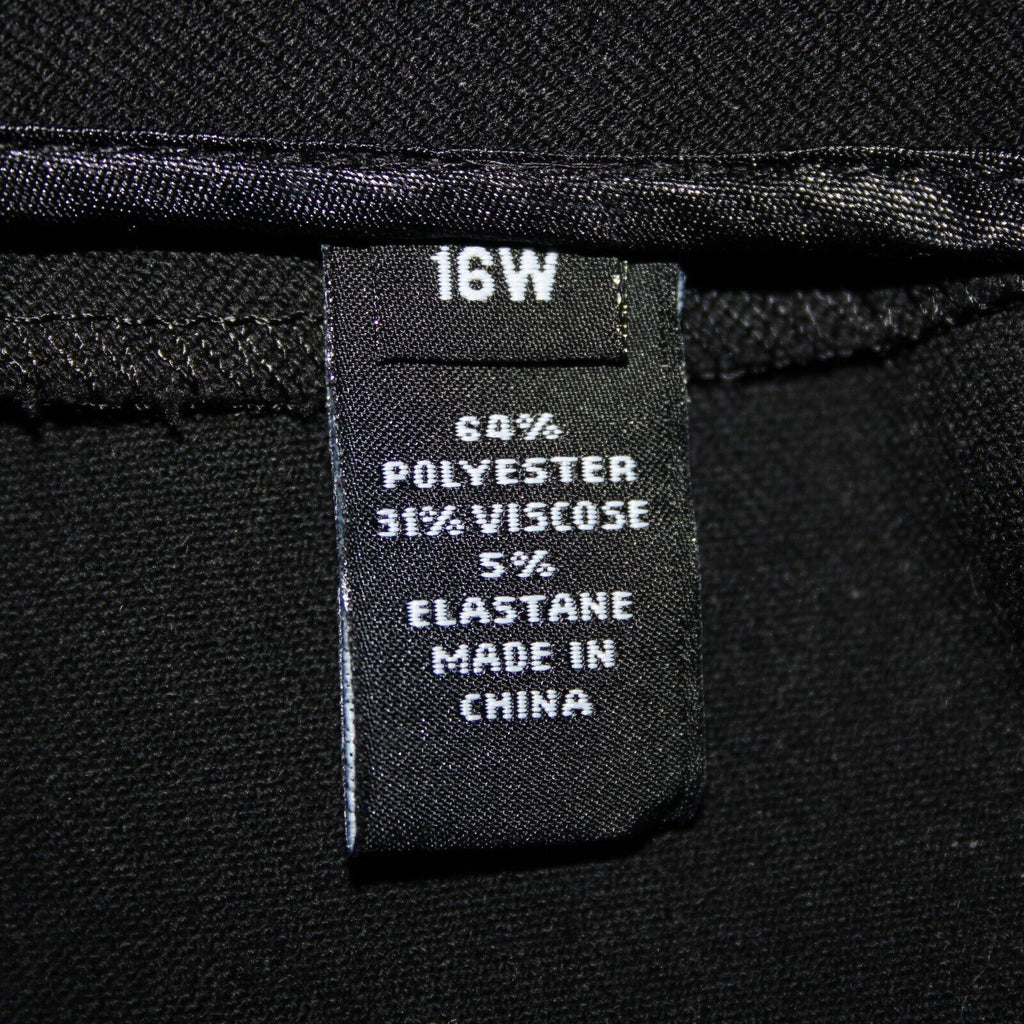 16W
64%
POLYESTER
31% VISCOSE
5%
ELASTANE
MADE IN
CHINA